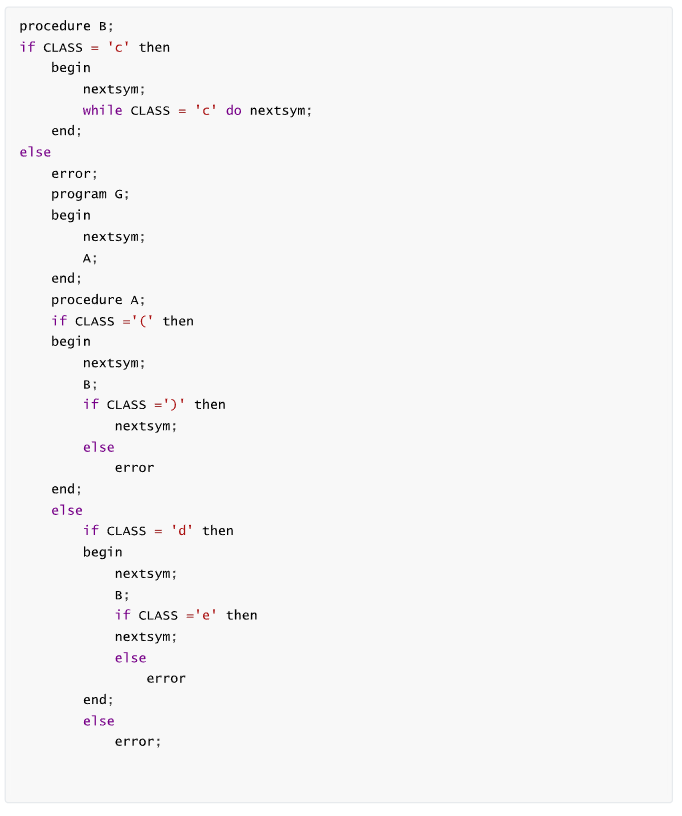 procedure B;
if CLASS = 'c' then
begin
nextsym;
while CLASS = 'c' do nextsym;
end;
else
error;
program G;
begin
nextsym;
A;
end;
procedure A;
if CLASS ='(' then
begin
nextsym;
B;
if CLASS =')' then
nextsym;
else
error
end;
else
if CLASS = 'd' then
begin
nextsym;
B;
if CLASS ='e' then
nextsym;
else
error
end;
else
error;